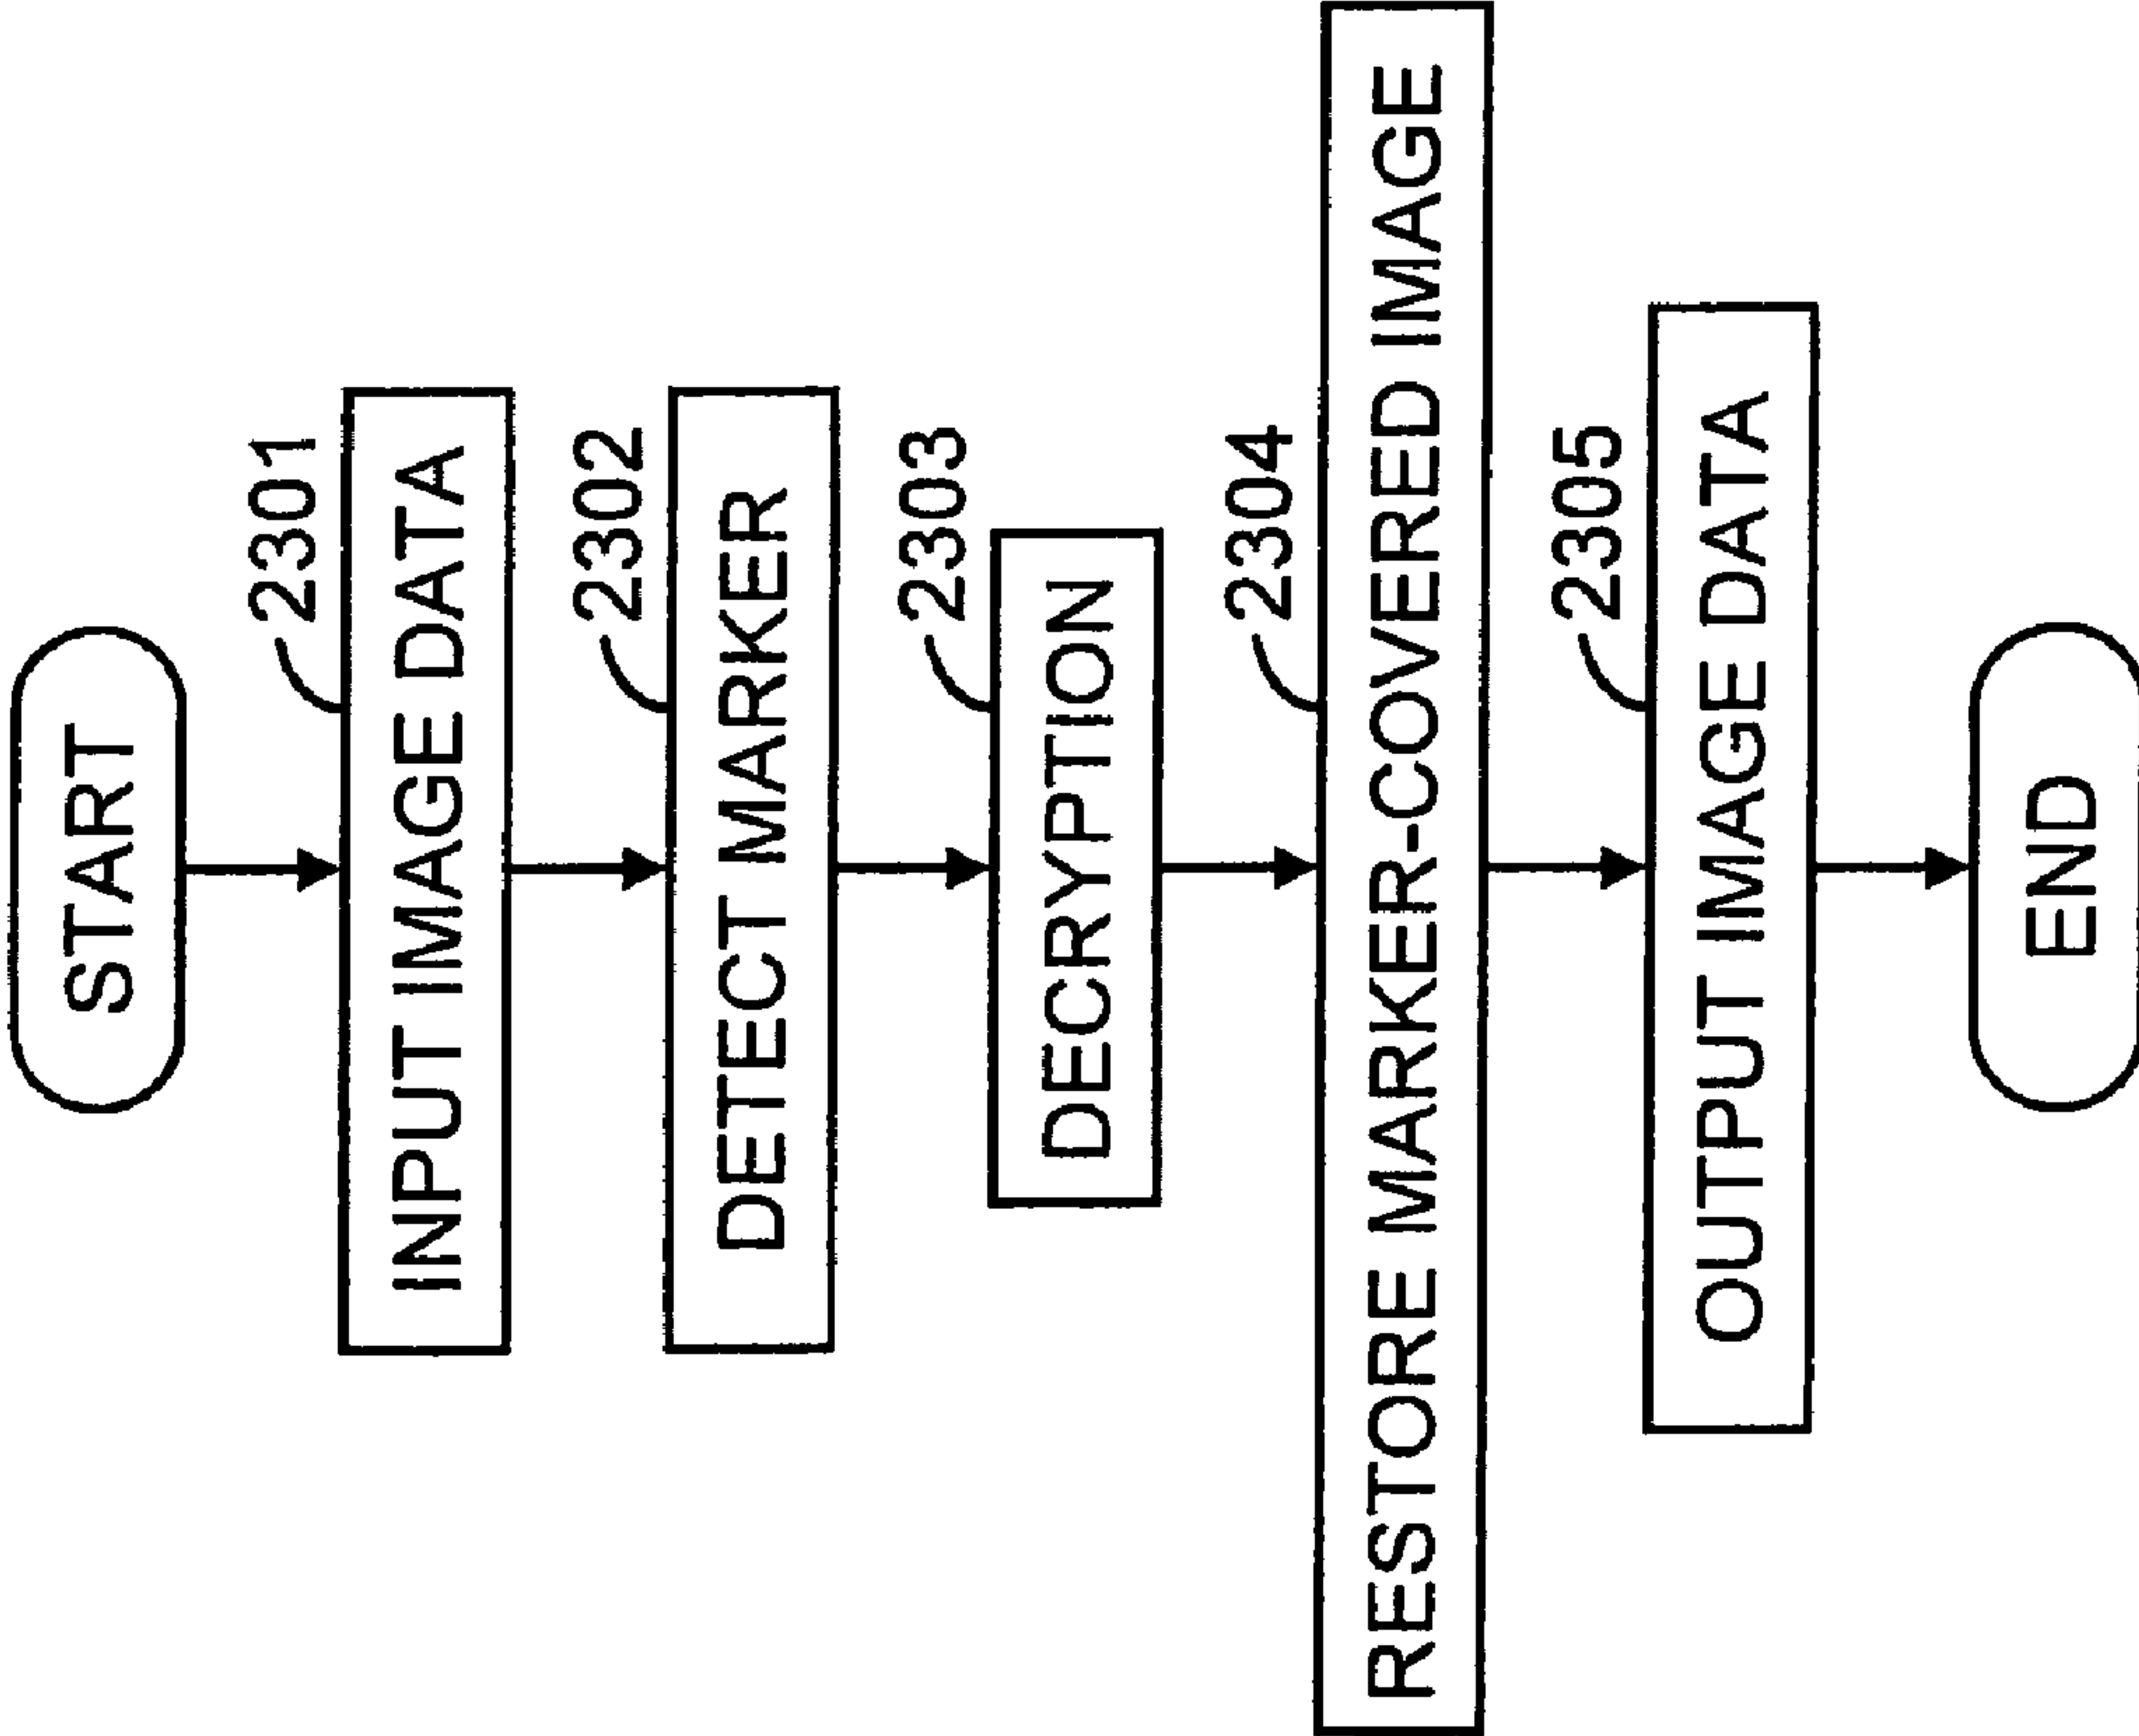 START
2301
INPUT IMAGE DATA
2302
DETECT MARKER
2303
DECRYPTION
2304
RESTORE MARKER-COVERED IMAGE
2305
OUTPUT IMAGE DATA
END